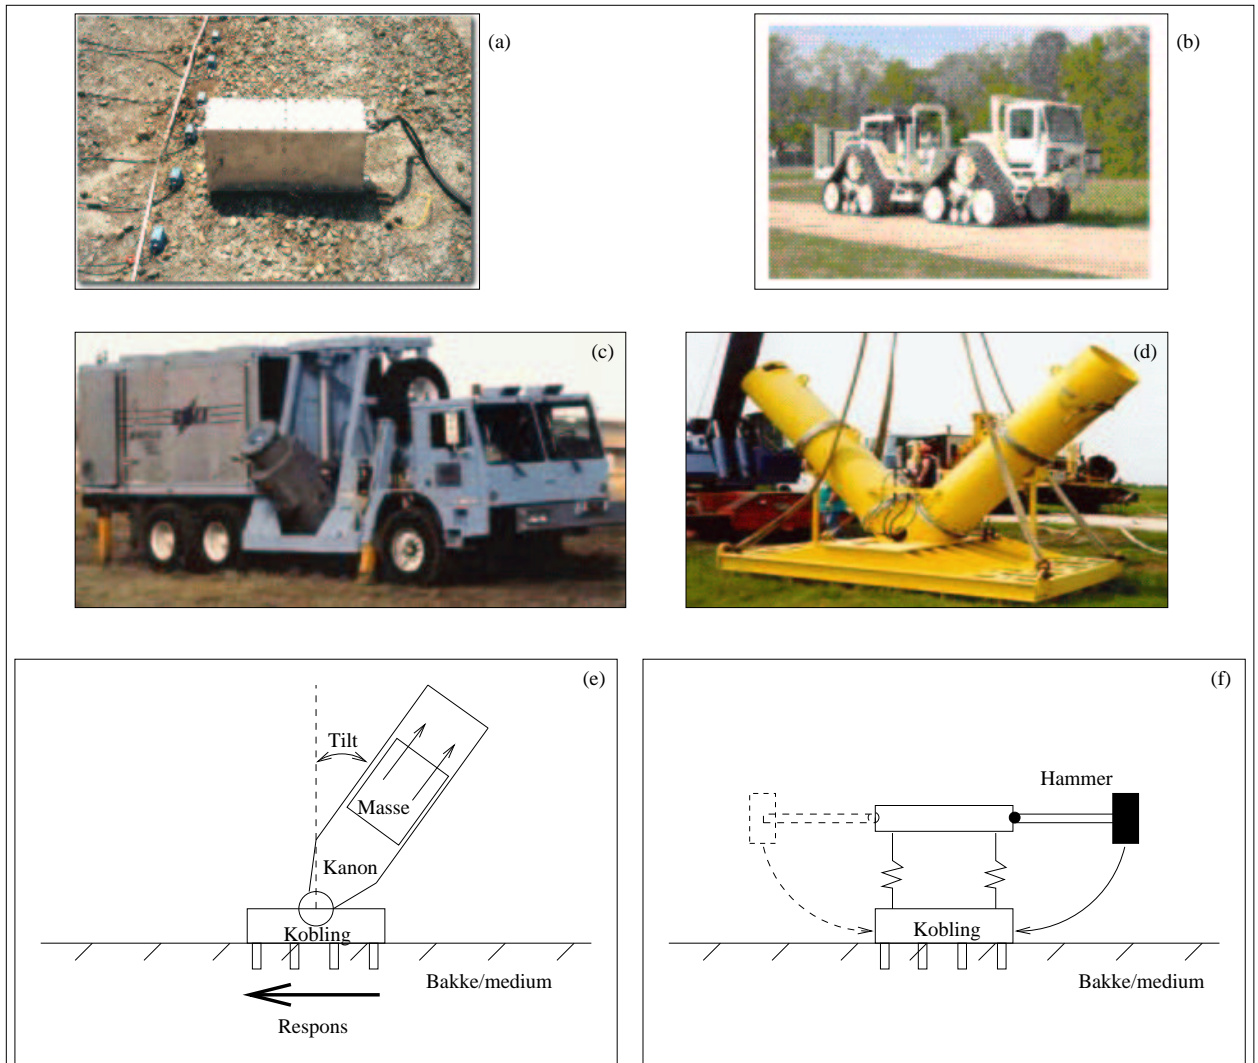 (a)
(b)
(c)
(d)
(e)
Tilt
Masse
Kanon
Kobling
Bakke/medium
Respons
(f)
Hammer
Kobling
Bakke/medium